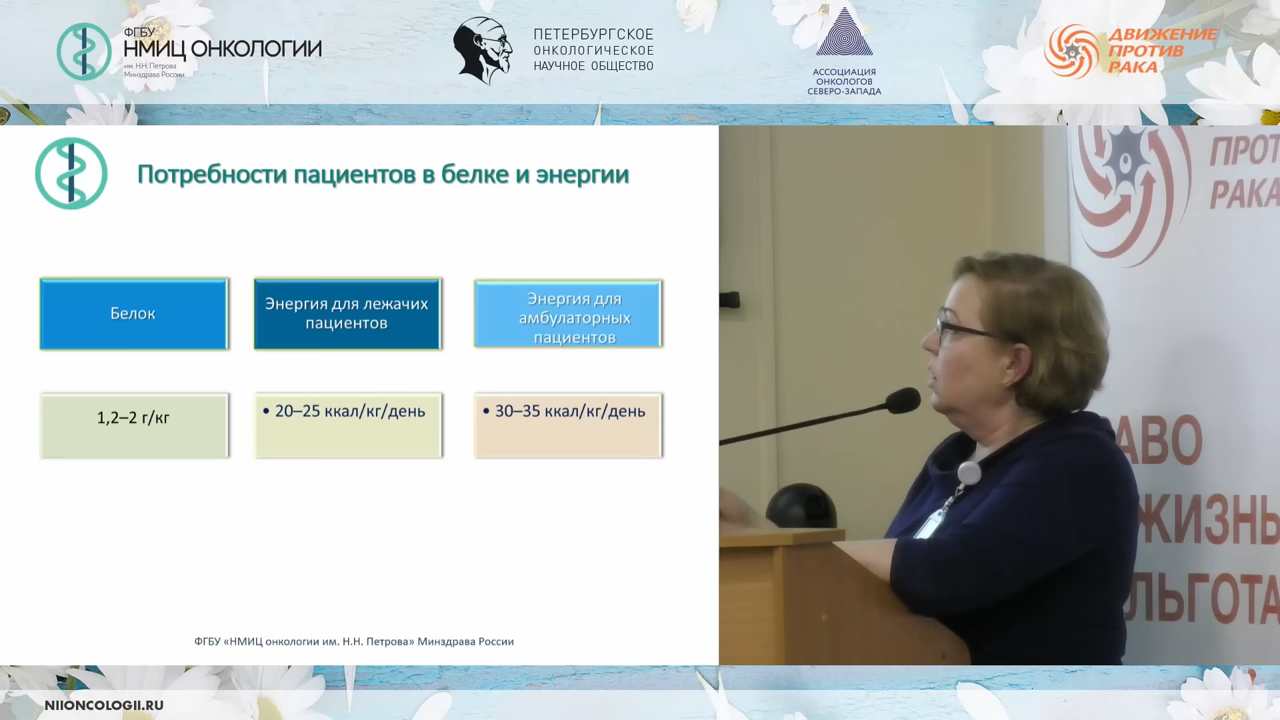 ФГБУ
НМИЦ ОНКОЛОГИИ
им. Н.Н. Петрова
Минздрава России
ПЕТЕРБУРГСКОЕ
ОНКОЛОГИЧЕСКОЕ
НАУЧНОЕ ОБЩЕСТВО
АССОЦИАЦИЯ
ОНКОЛОГОВ
СЕВЕРО-ЗАПАДА
ДВИЖЕНИЕ
ПРОТИВ
РАКА
Потребности пациентов в белке и энергии
Белок
Энергия для лежачих
пациентов
Энергия для
амбулаторных
пациентов
1,2–2 г/кг
• 20–25 ккал/кг/день
• 30–35 ккал/кг/день
ФГБУ «НМИЦ онкологии им. Н.Н. Петрова» Минздрава России
ПРОТ
РАКА
АВО
ЖИЗНЬ
ЛЬГОТА
NIIONCOLOGII.RU